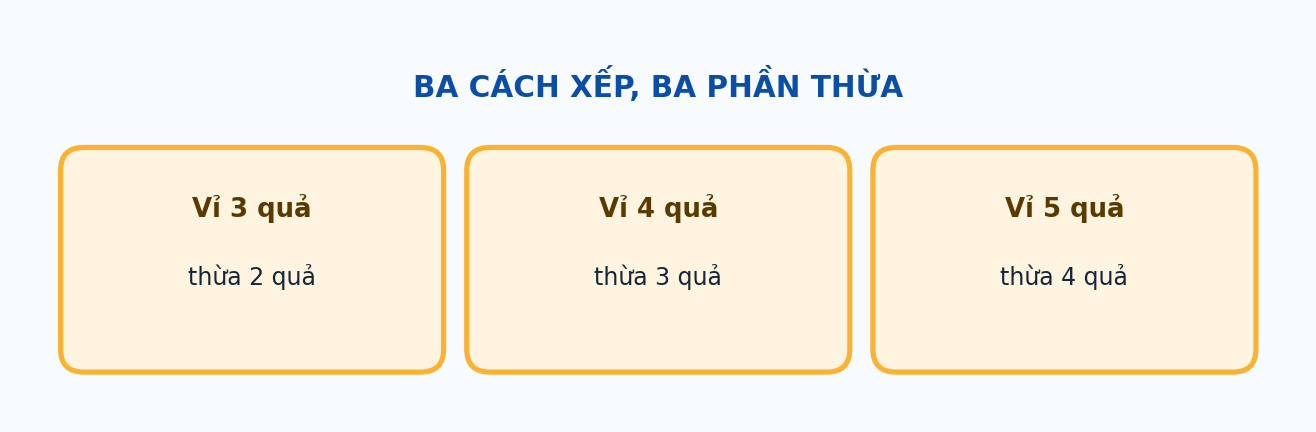 BA CÁCH XẾP, BA PHẦN THỪA
Vỉ 3 quả
thừa 2 quả
Vỉ 4 quả
thừa 3 quả
Vỉ 5 quả
thừa 4 quả